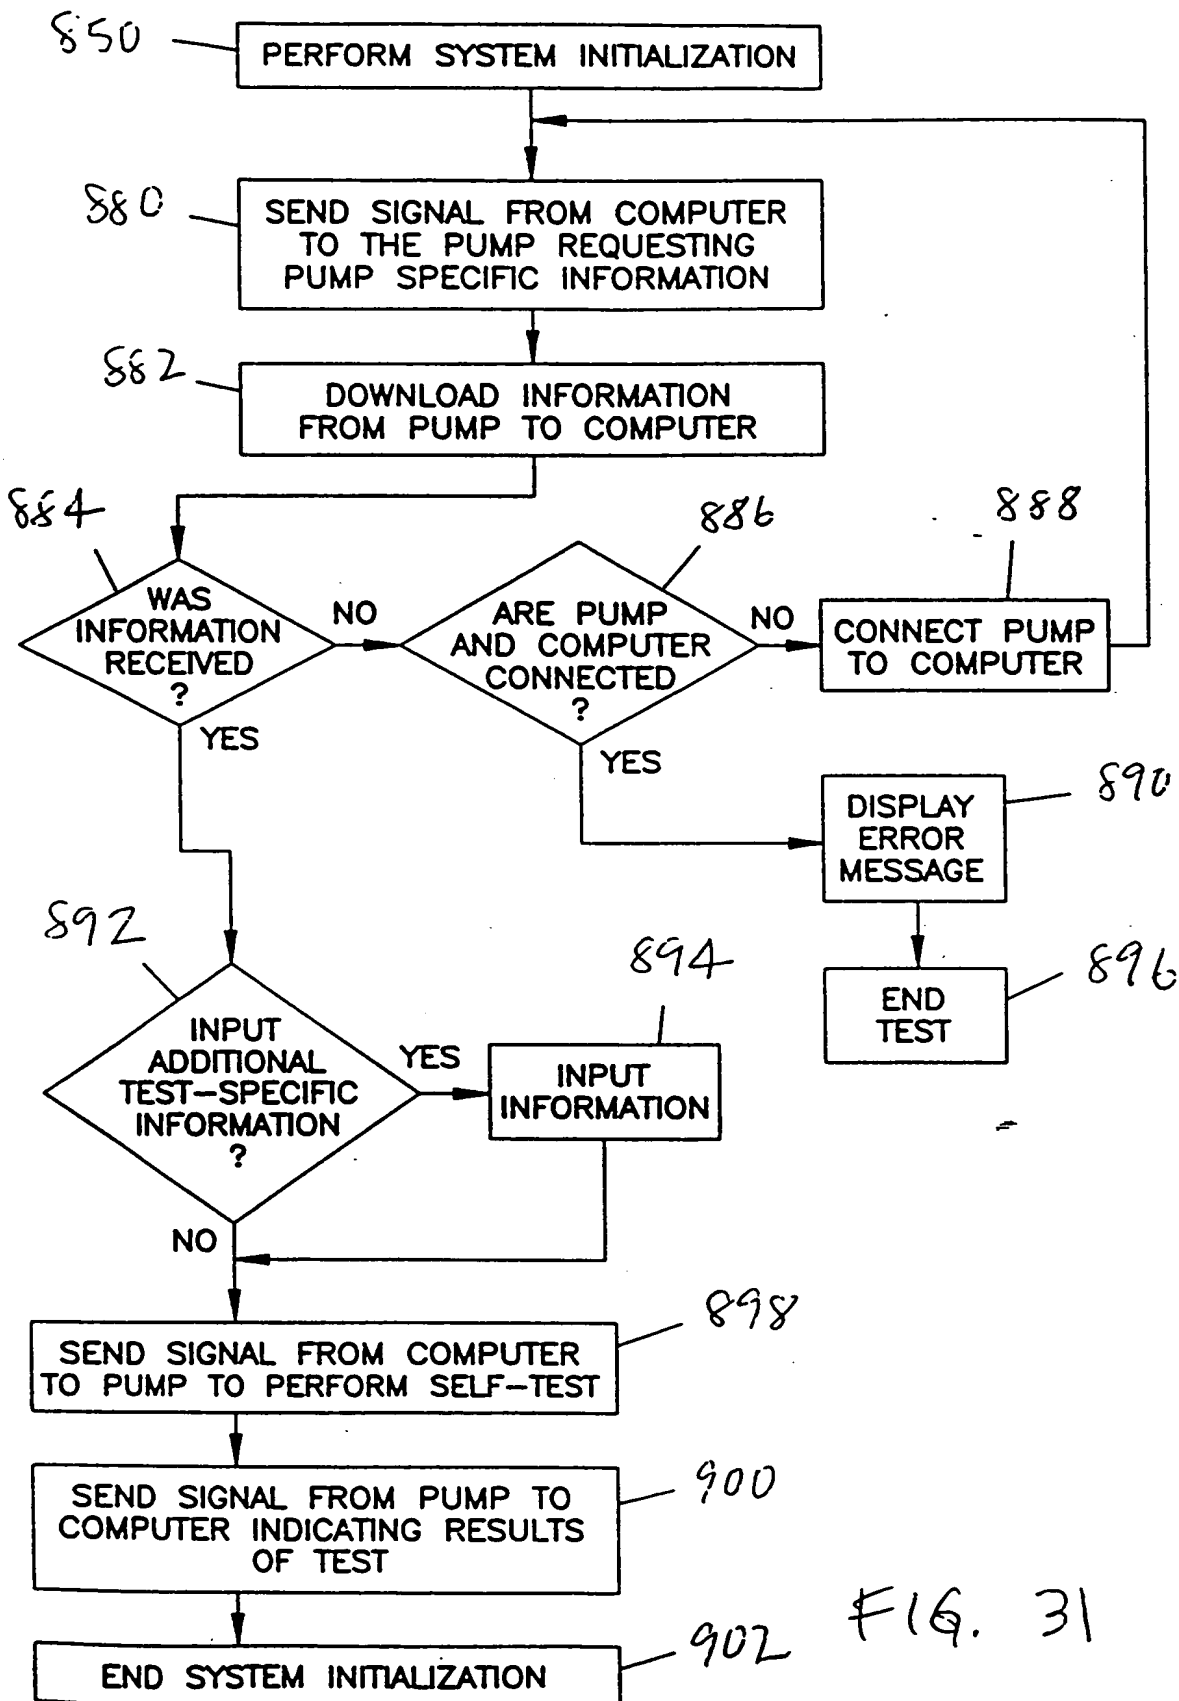 850
PERFORM SYSTEM INITIALIZATION
880
SEND SIGNAL FROM COMPUTER
TO THE PUMP REQUESTING
PUMP SPECIFIC INFORMATION
882
DOWNLOAD INFORMATION
FROM PUMP TO COMPUTER
884
WAS
INFORMATION
RECEIVED
?
NO
YES
886
ARE PUMP
AND COMPUTER
CONNECTED
?
NO
YES
888
CONNECT PUMP
TO COMPUTER
890
DISPLAY
ERROR
MESSAGE
896
END
TEST
892
INPUT
ADDITIONAL
TEST-SPECIFIC
INFORMATION
?
YES
NO
894
INPUT
INFORMATION
898
SEND SIGNAL FROM COMPUTER
TO PUMP TO PERFORM SELF-TEST
900
SEND SIGNAL FROM PUMP TO
COMPUTER INDICATING RESULTS
OF TEST
902
END SYSTEM INITIALIZATION
FIG. 31